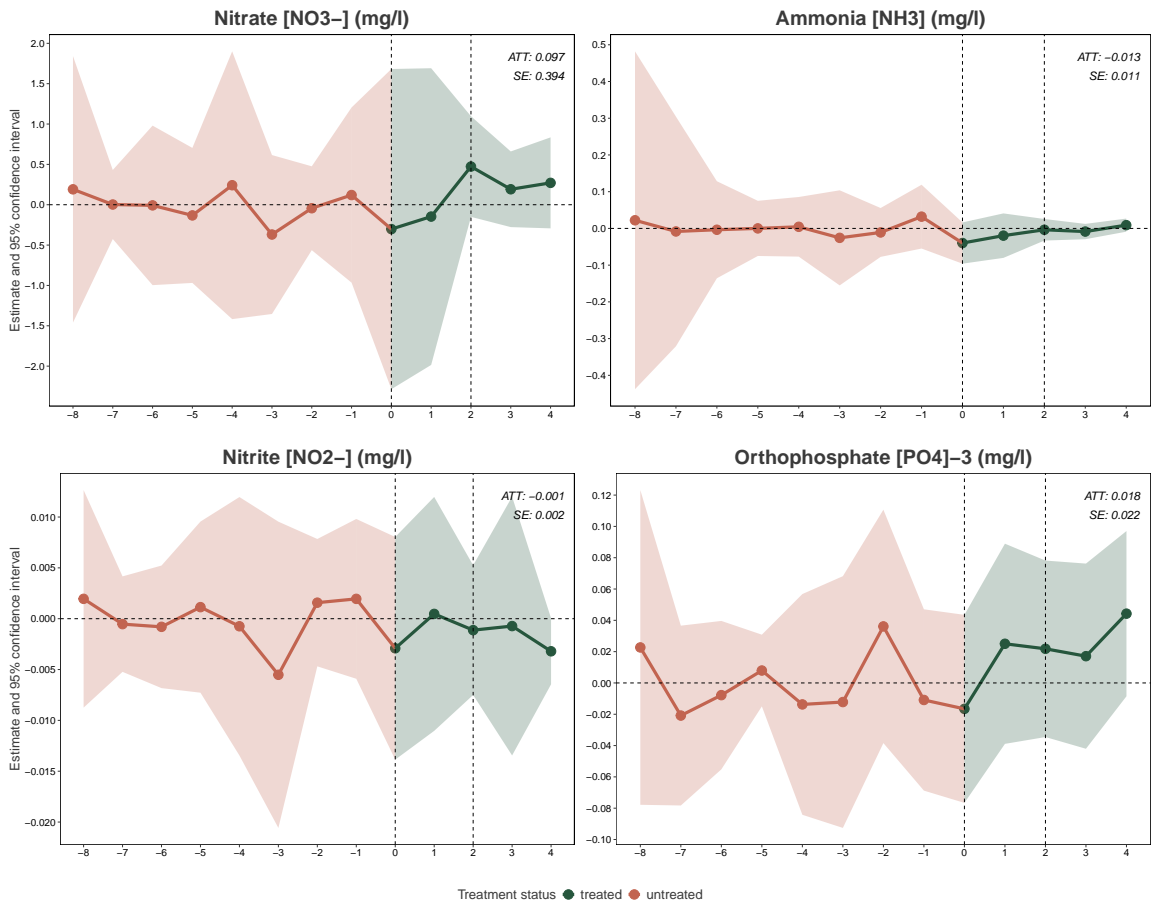 Nitrate [NO3−] (mg/l)
Estimate and 95% confidence interval
2.0
1.5
1.0
0.5
0.0
−0.5
−1.0
−1.5
−2.0
ATT: 0.097
SE: 0.394
−8 −7 −6 −5 −4 −3 −2 −1 0 1 2 3 4
Ammonia [NH3] (mg/l)
0.5
0.4
0.3
0.2
0.1
0.0
−0.1
−0.2
−0.3
−0.4
ATT: −0.013
SE: 0.011
−8 −7 −6 −5 −4 −3 −2 −1 0 1 2 3 4
Nitrite [NO2−] (mg/l)
Estimate and 95% confidence interval
0.010
0.005
0.000
−0.005
−0.010
−0.015
−0.020
ATT: −0.001
SE: 0.002
−8 −7 −6 −5 −4 −3 −2 −1 0 1 2 3 4
Orthophosphate [PO4]−3 (mg/l)
0.12
0.10
0.08
0.06
0.04
0.02
0.00
−0.02
−0.04
−0.06
−0.08
−0.10
ATT: 0.018
SE: 0.022
−8 −7 −6 −5 −4 −3 −2 −1 0 1 2 3 4
Treatment status treated untreated